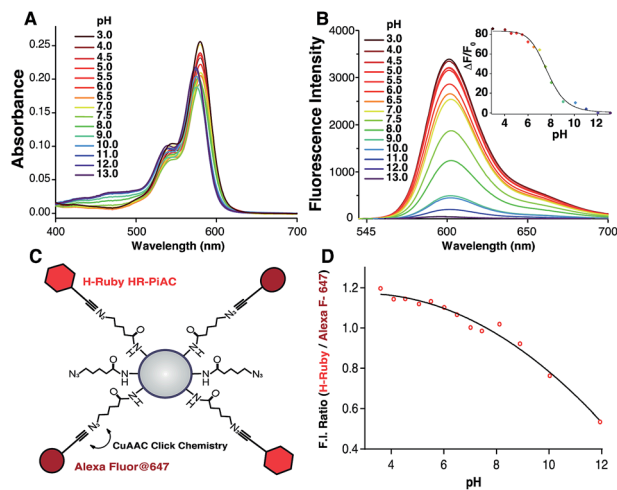 A
pH
3.0
4.0
4.5
5.0
5.5
6.0
6.5
7.0
7.5
8.0
9.0
10.0
11.0
12.0
13.0
0.25
0.20
0.15
0.10
0.05
0.00
Absorbance
400
500
600
700
Wavelength (nm)
B
pH
3.0
4.0
4.5
5.0
5.5
6.0
6.5
7.0
7.5
8.0
9.0
10.0
11.0
12.0
13.0
4000
3000
2000
1000
0
Fluorescence Intensity
545
600
650
700
Wavelength (nm)
80
60
40
20
0
ΔF/F0
4
6
8
10
12
pH
C
H-Ruby HR-PiAC
N3
O
N
H
N3
O
N
H
N3
O
NH
O
HN
N3
N3
O
N
H
N3
O
N
H
CuAAC Click Chemistry
Alexa Fluor@647
D
1.4
1.2
1.0
0.8
0.6
0.4
F.I. Ratio (H-Ruby / Alexa F- 647)
4
6
8
10
12
pH